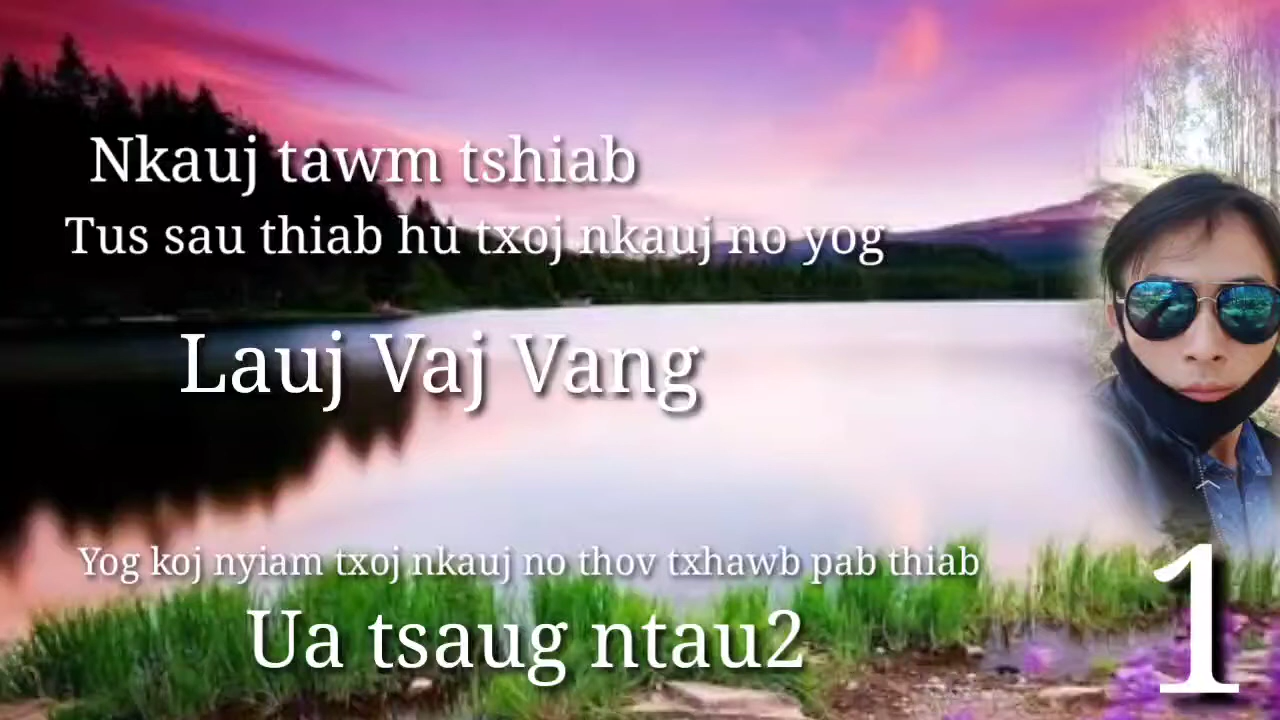 Nkauj tawm tshiab
Tus sau thiab hu txoj nkauj no yog
Lauj Vaj Vang
Yog koj nyiam txoj nkauj no thov txhawb pab thiab
Ua tsaug ntau2
1